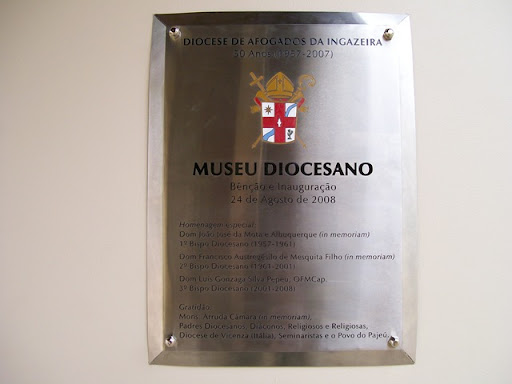 DIOCESE DE AFOGADOS DA INGAZEIRA
50 Anos (1957-2007)
MUSEU DIOCESANO
Bênção e Inauguração
24 de Agosto de 2008
Homenagem especial:
Dom João José da Mota e Albuquerque (in memoriam)
1º Bispo Diocesano (1957-1961)
Dom Francisco Austregésilo de Mesquita Filho (in memoriam)
2º Bispo Diocesano (1961-2001)
Dom Luis Gonzaga Silva Pepeu, OFMCap.
3º Bispo Diocesano (2001-2008)
Gratidão:
Mons. Arruda Câmara (in memoriam),
Padres Diocesanos, Diáconos, Religiosos e Religiosas,
Diocese de Vicenza (Itália), Seminaristas e o Povo do Pajeú.